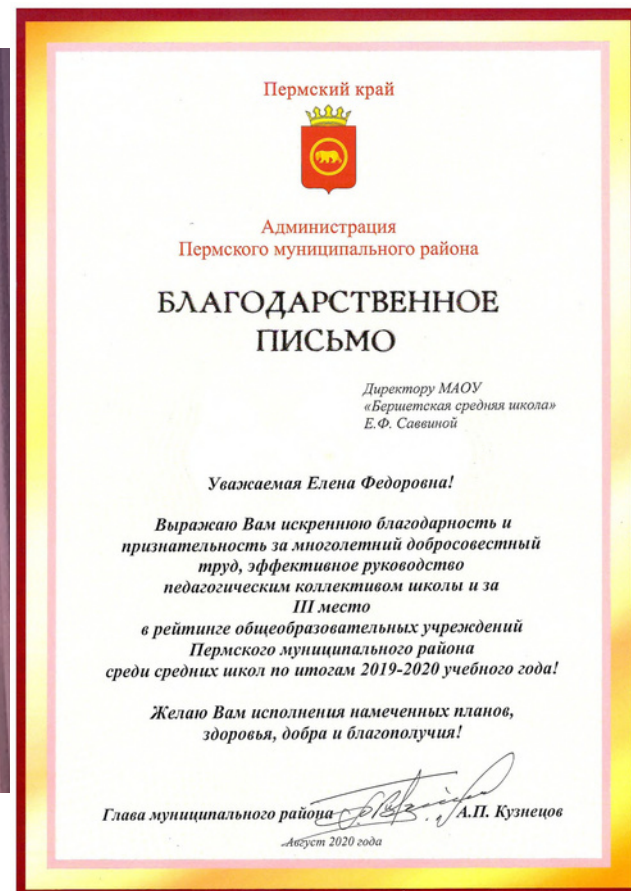 Пермский край
Администрация
Пермского муниципального района
БЛАГОДАРСТВЕННОЕ
ПИСЬМО
Директору МАОУ
«Бершетская средняя школа»
Е.Ф. Саввиной
Уважаемая Елена Федоровна!
Выражаю Вам искреннюю благодарность и
признательность за многолетний добросовестный
труд, эффективное руководство
педагогическим коллективом школы и за
III место
в рейтинге общеобразовательных учреждений
Пермского муниципального района
среди средних школ по итогам 2019-2020 учебного года!
Желаю Вам исполнения намеченных планов,
здоровья, добра и благополучия!
Глава муниципального района А.П. Кузнецов
Август 2020 года